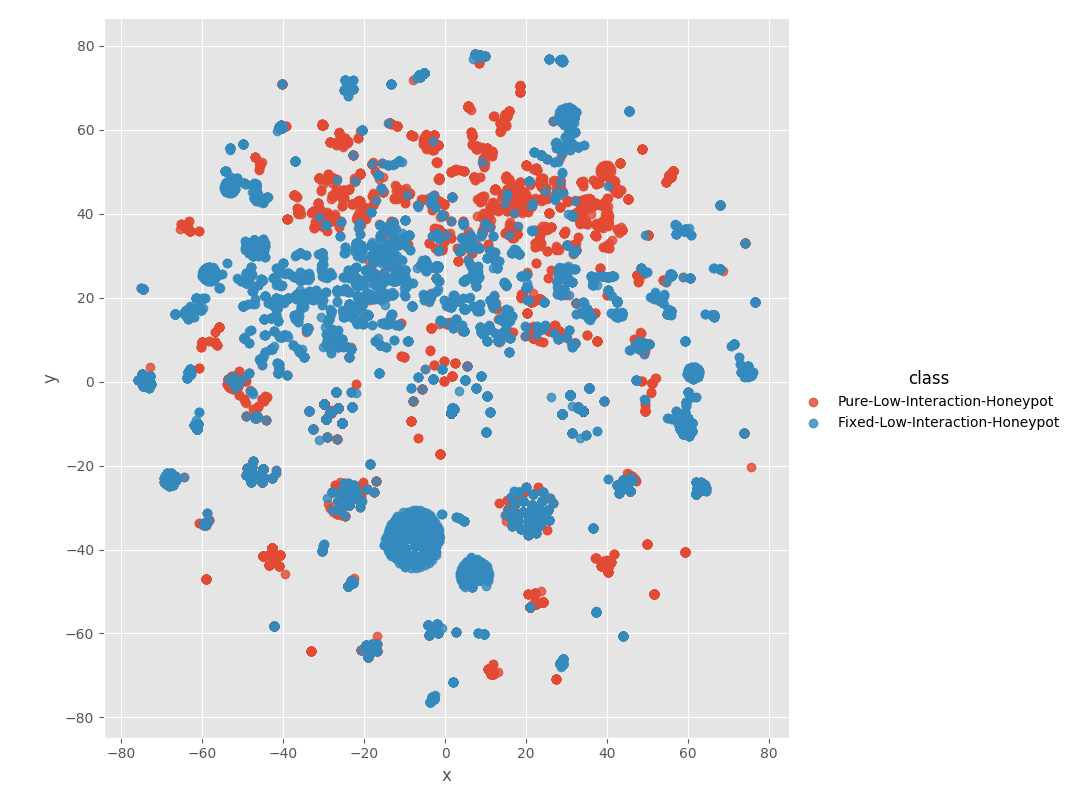 80
60
40
20
0
−20
−40
−60
−80
y
−80 −60 −40 −20 0 20 40 60 80
x
class
Pure-Low-Interaction-Honeypot
Fixed-Low-Interaction-Honeypot